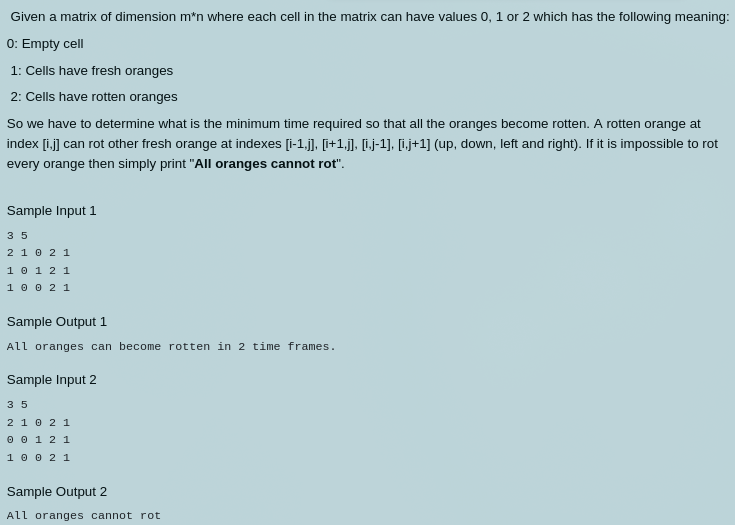 Given a matrix of dimension m*n where each cell in the matrix can have values 0, 1 or 2 which has the following meaning:
0: Empty cell
1: Cells have fresh oranges
2: Cells have rotten oranges
So we have to determine what is the minimum time required so that all the oranges become rotten. A rotten orange at
index [i,j] can rot other fresh orange at indexes [i-1,j], [i+1,j], [i,j-1], [i,j+1] (up, down, left and right). If it is impossible to rot
every orange then simply print "All oranges cannot rot".
Sample Input 1
3 5
2 1 0 2 1
1 0 1 2 1
1 0 0 2 1
Sample Output 1
All oranges can become rotten in 2 time frames.
Sample Input 2
3 5
2 1 0 2 1
0 0 1 2 1
1 0 0 2 1
Sample Output 2
All oranges cannot rot